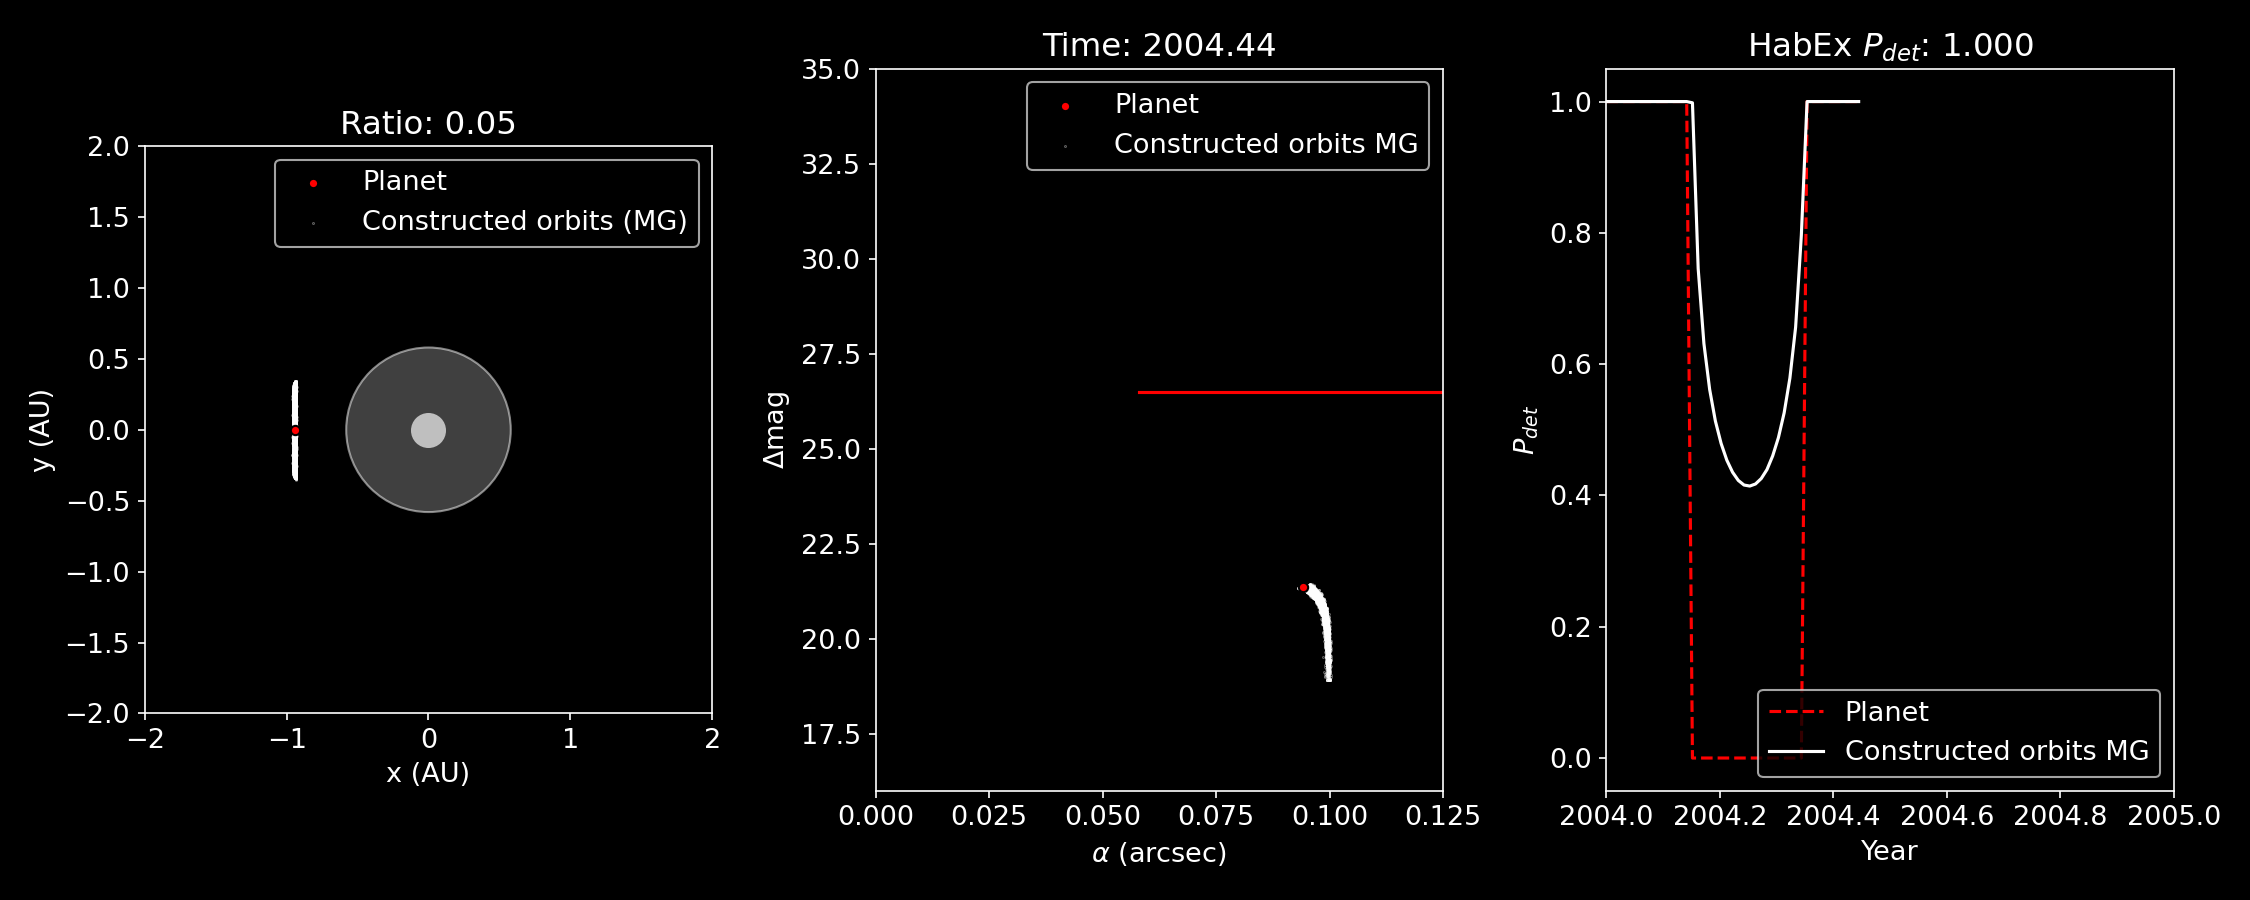 Ratio: 0.05
Planet
Constructed orbits (MG)
2.0
1.5
1.0
0.5
0.0
−0.5
−1.0
−1.5
−2.0
y (AU)
−2 −1 0 1 2
x (AU)
Time: 2004.44
Planet
Constructed orbits MG
35.0
32.5
30.0
27.5
25.0
22.5
20.0
17.5
Δmag
0.000 0.025 0.050 0.075 0.100 0.125
α (arcsec)
HabEx P_det: 1.000
1.0
0.8
0.6
0.4
0.2
0.0
P_det
Planet
Constructed orbits MG
2004.0 2004.2 2004.4 2004.6 2004.8 2005.0
Year